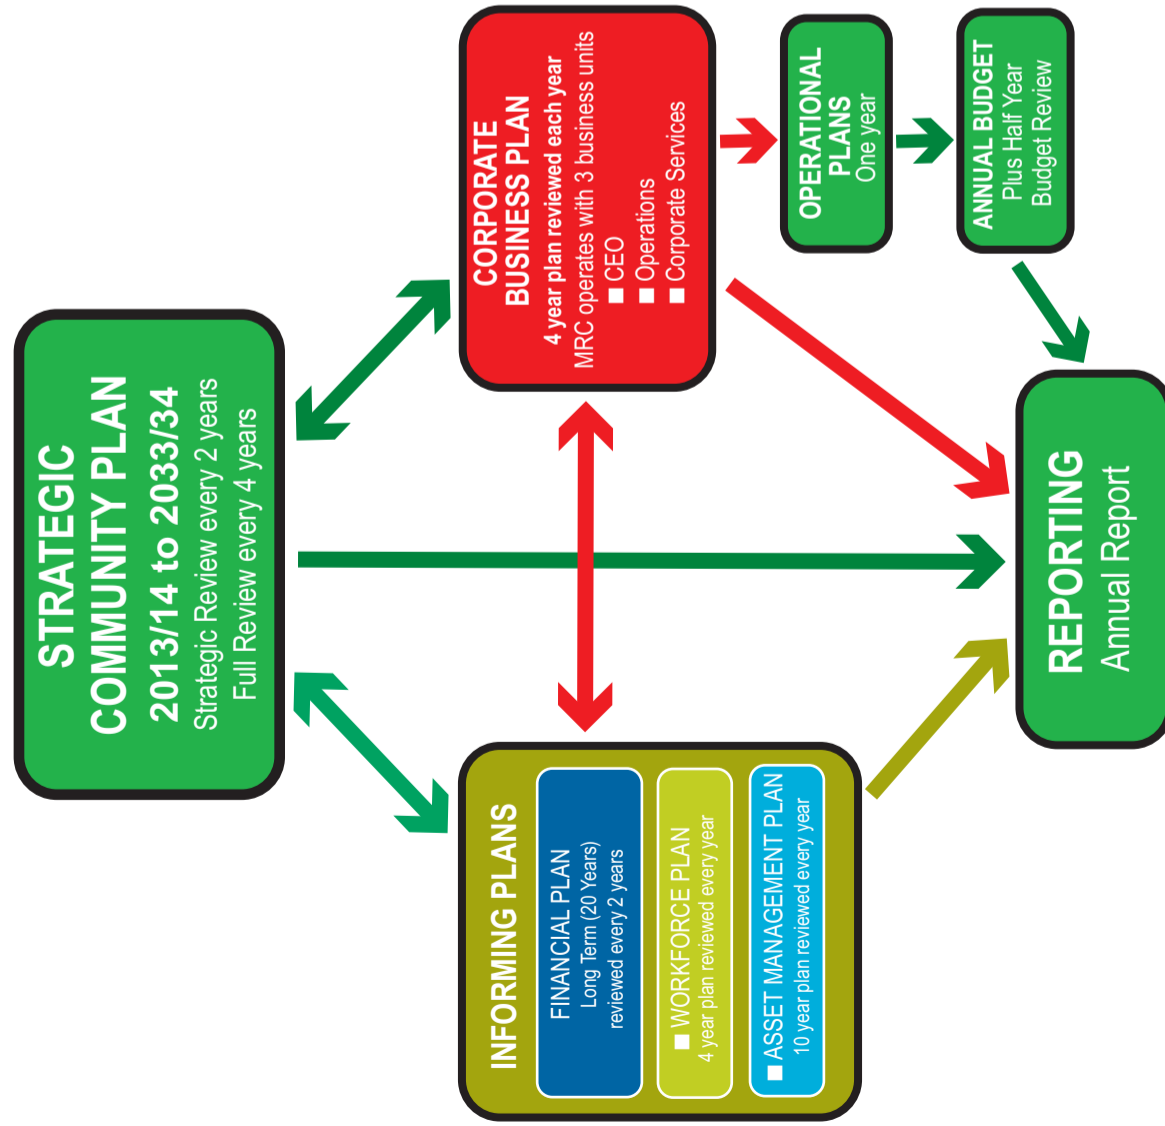 STRATEGIC
COMMUNITY PLAN
2013/14 to 2033/34
Strategic Review every 2 years
Full Review every 4 years
INFORMING PLANS
FINANCIAL PLAN
Long Term (20 Years)
reviewed every 2 years
■ WORKFORCE PLAN
4 year plan reviewed every year
■ ASSET MANAGEMENT PLAN
10 year plan reviewed every year
CORPORATE
BUSINESS PLAN
4 year plan reviewed each year
MRC operates with 3 business units
■ CEO
■ Operations
■ Corporate Services
OPERATIONAL
PLANS
One year
ANNUAL BUDGET
Plus Half Year
Budget Review
REPORTING
Annual Report